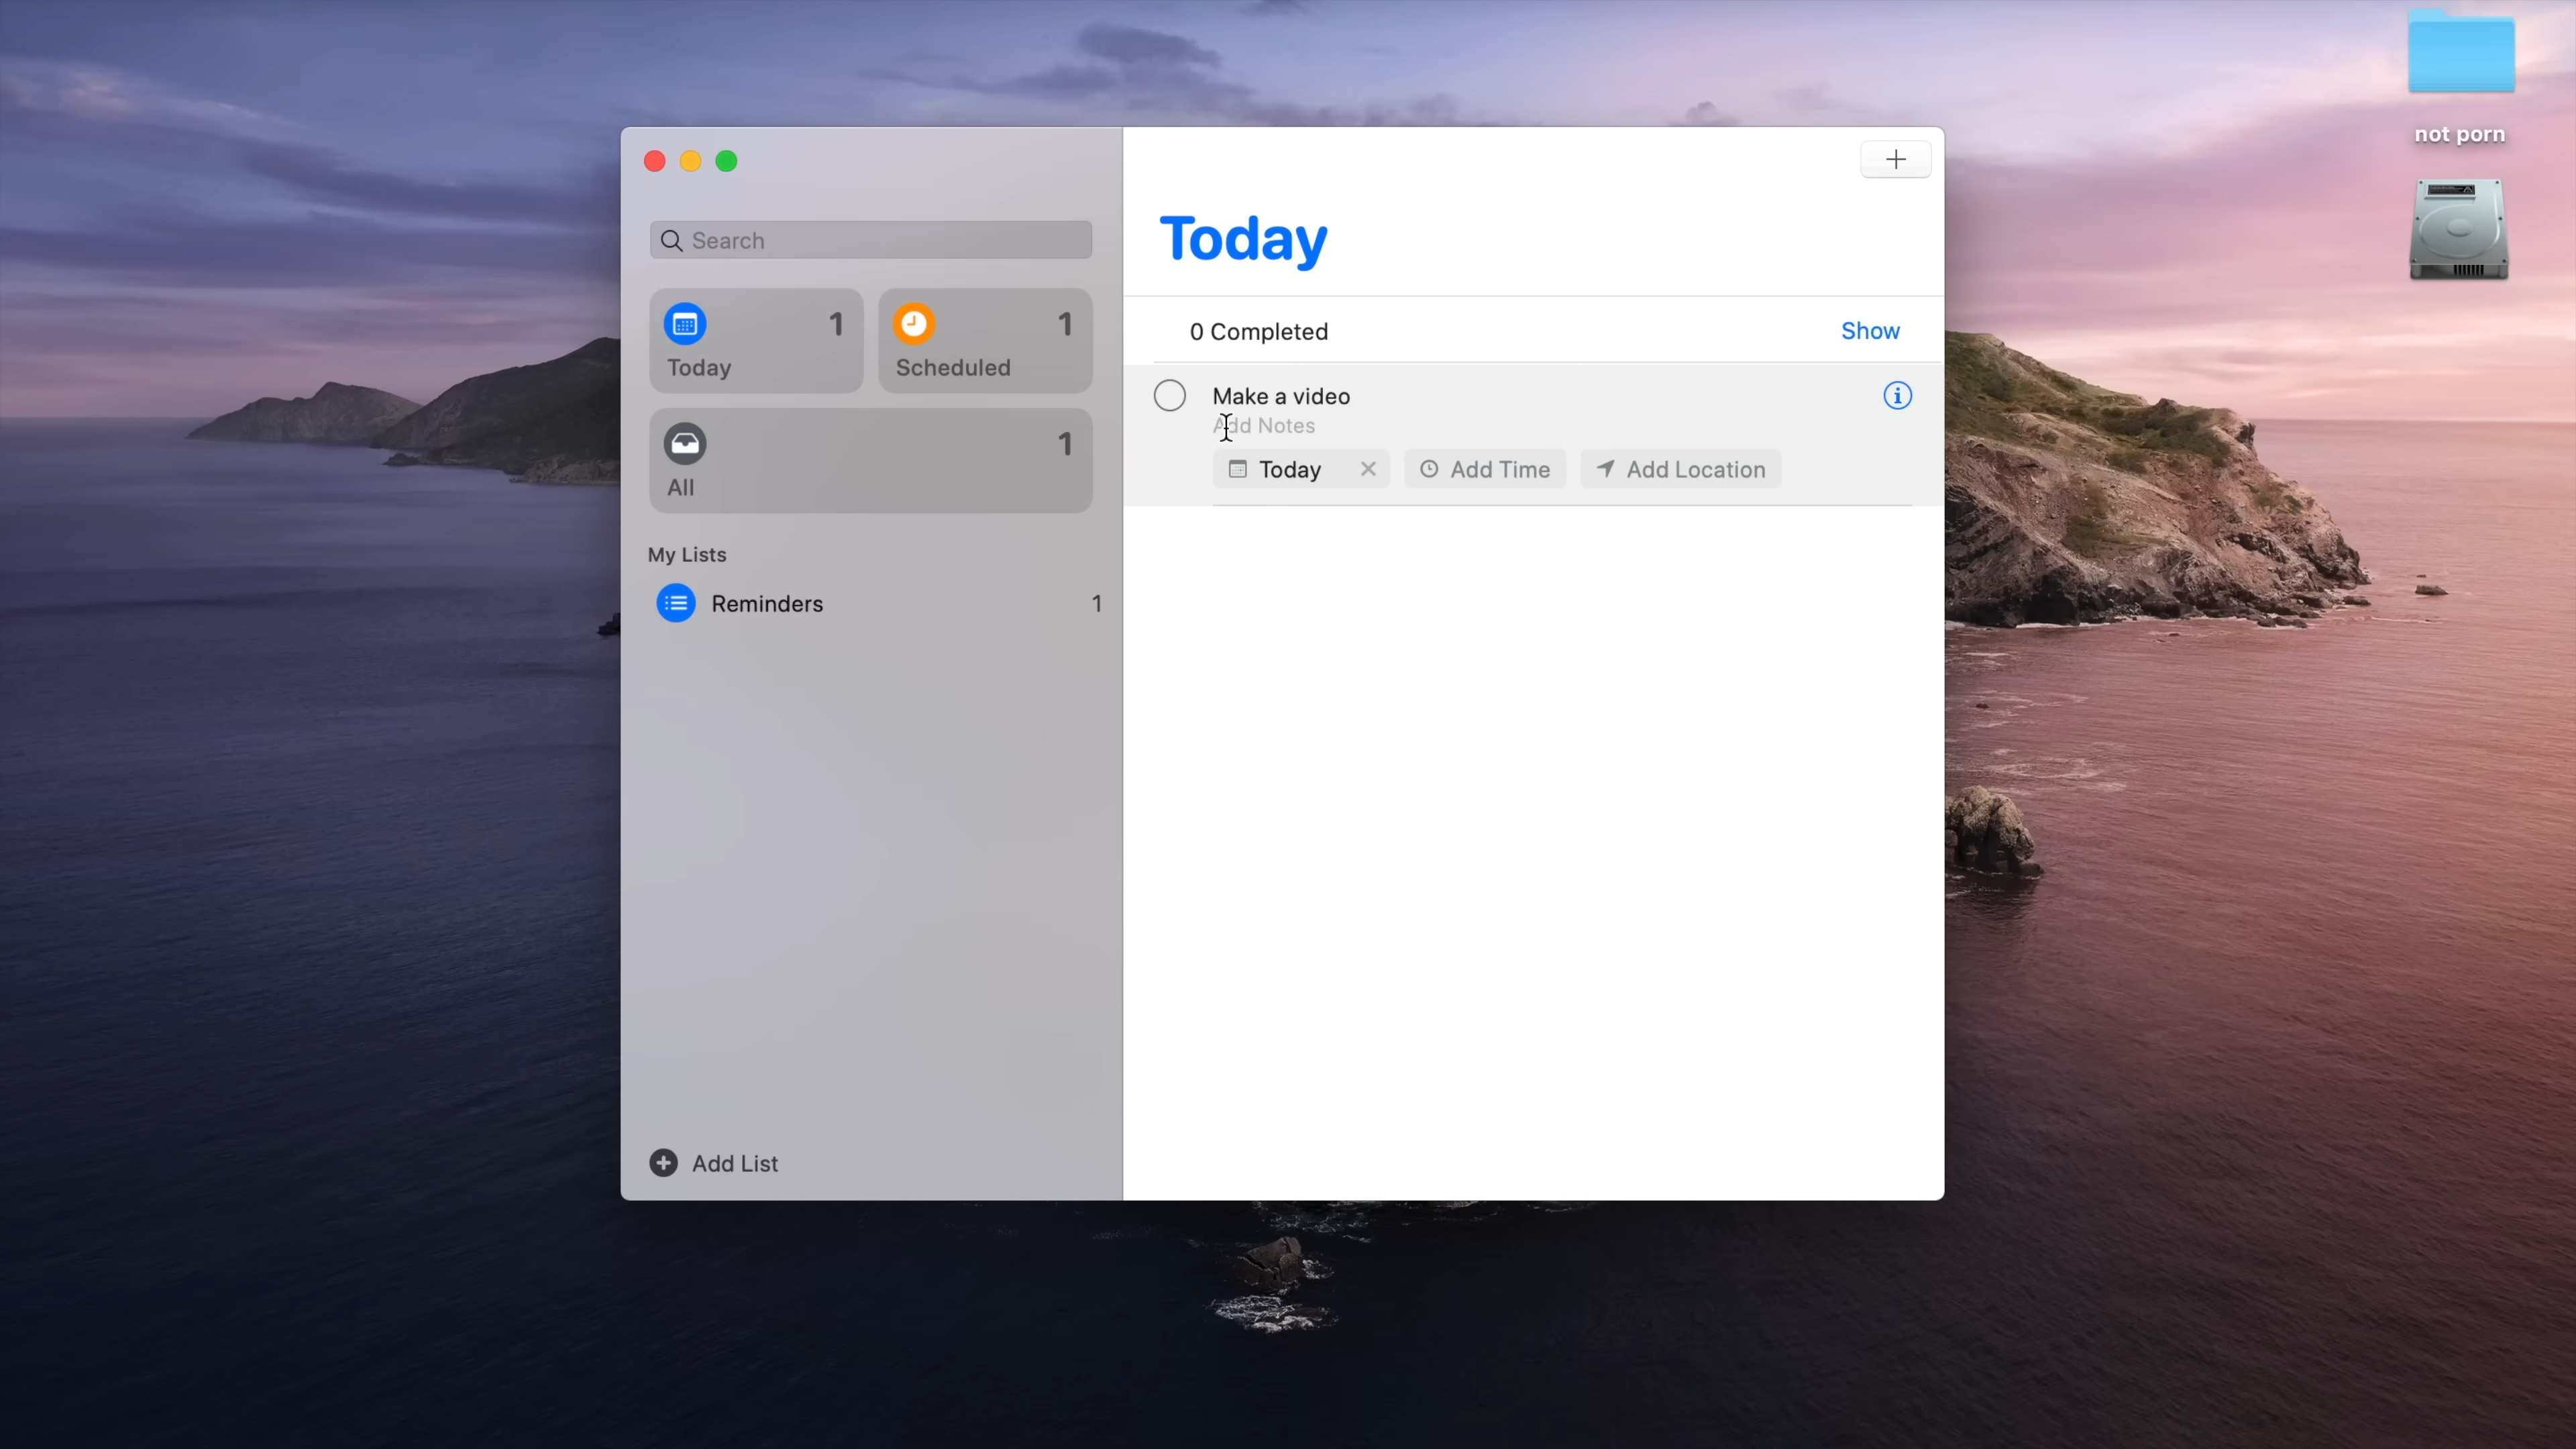 not porn
Search
Today 1
Scheduled 1
All 1
My Lists
Reminders 1
Add List
Today
0 Completed Show
Make a video
Add Notes
Today Add Time Add Location